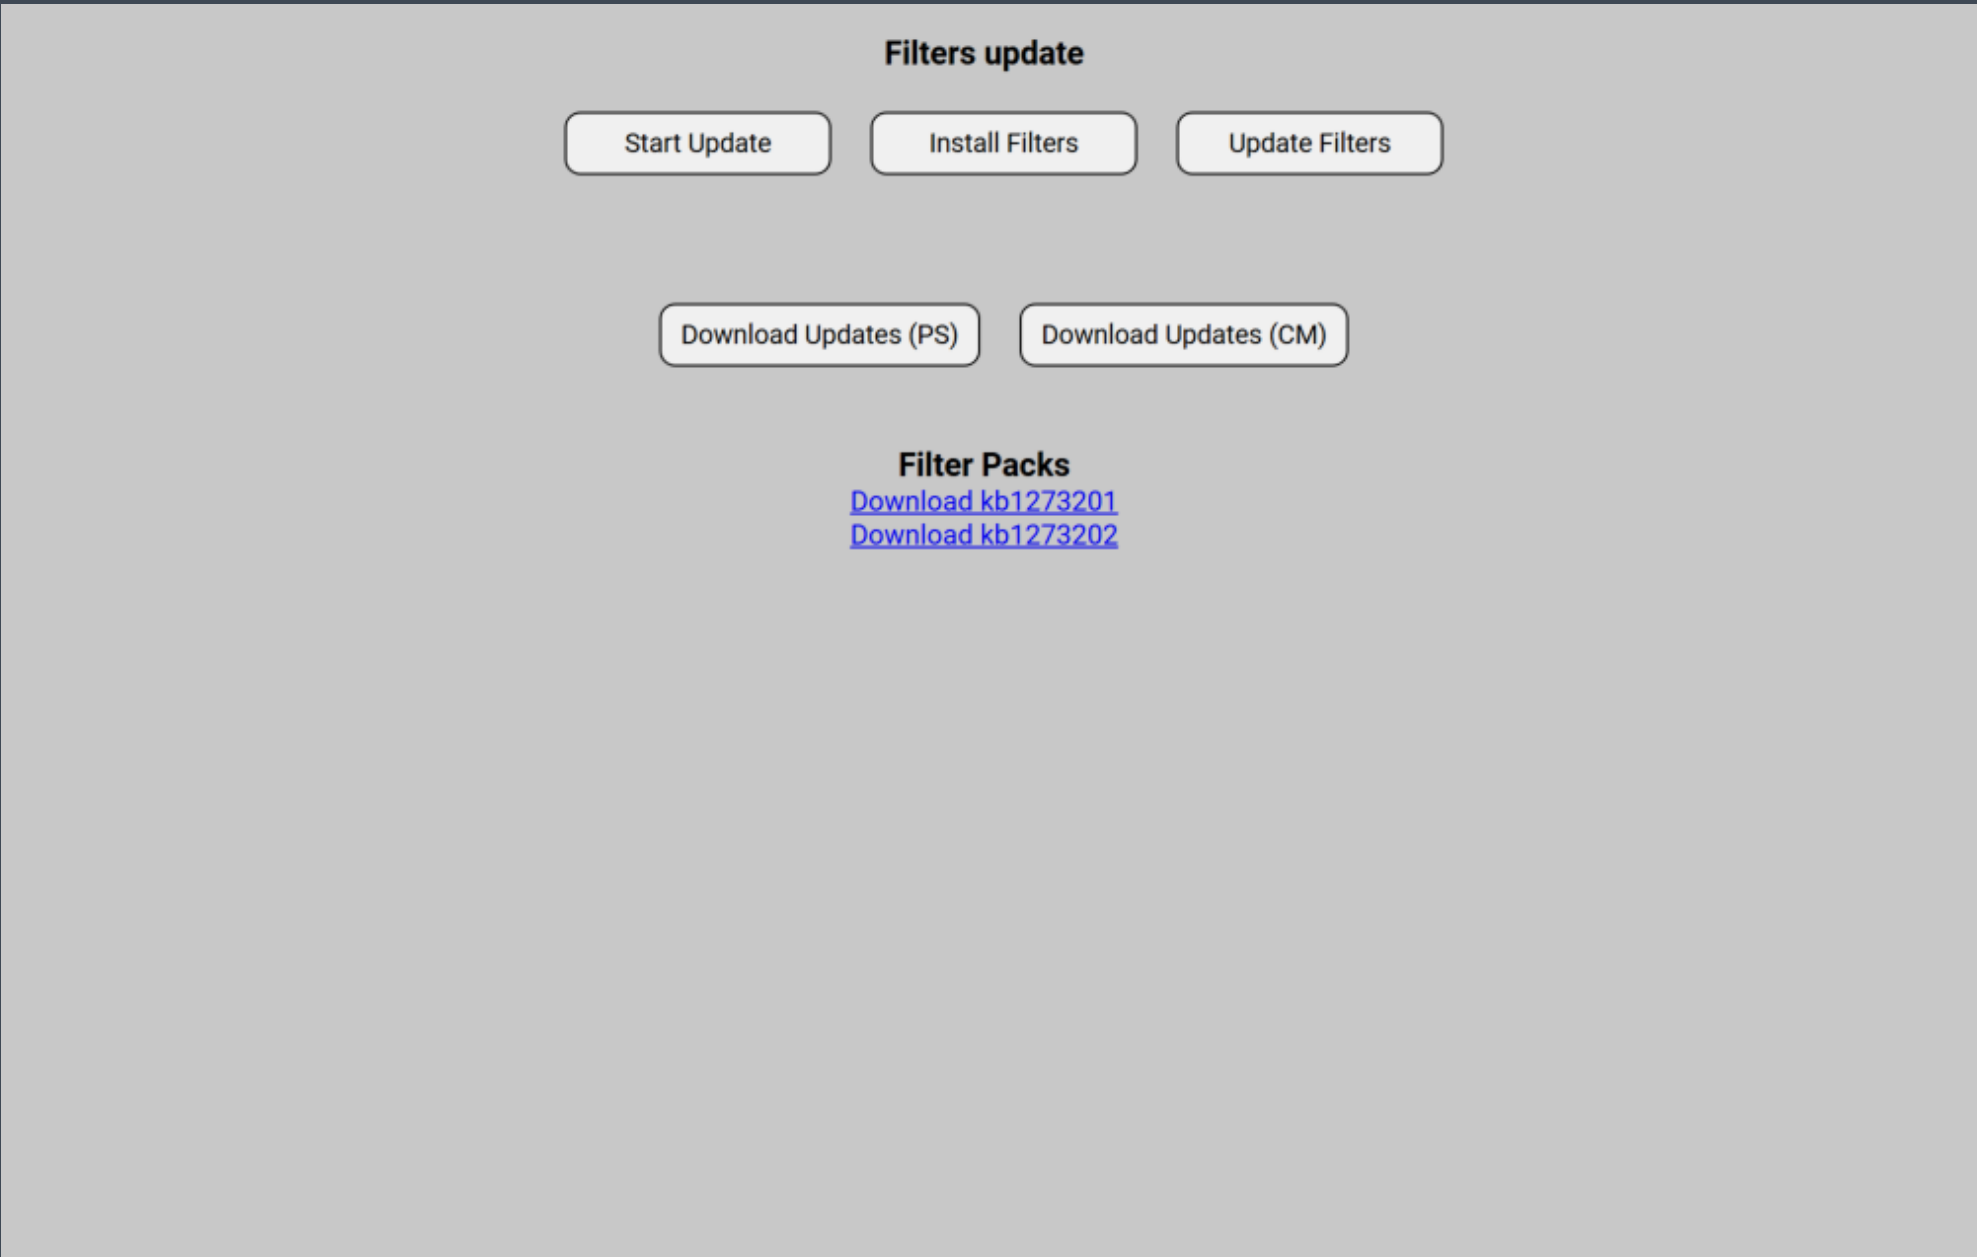 Filters update
Start Update Install Filters Update Filters
Download Updates (PS) Download Updates (CM)
Filter Packs
Download kb1273201
Download kb1273202